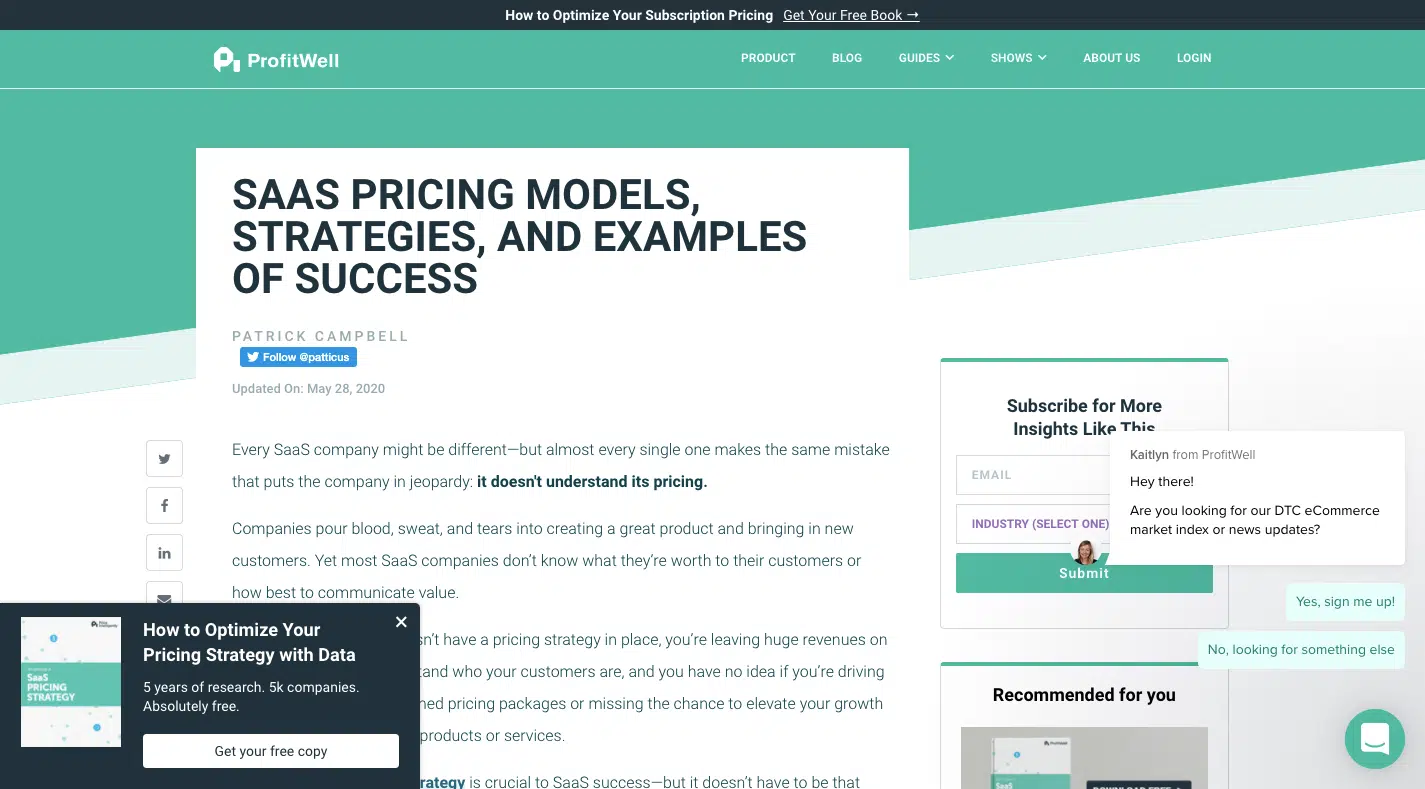 How to Optimize Your Subscription Pricing Get Your Free Book →
ProfitWell
PRODUCT BLOG GUIDES SHOWS ABOUT US LOGIN
SAAS PRICING MODELS,
STRATEGIES, AND EXAMPLES
OF SUCCESS
PATRICK CAMPBELL
Follow @patticus
Updated On: May 28, 2020
Every SaaS company might be different—but almost every single one makes the same mistake
that puts the company in jeopardy: it doesn't understand its pricing.
Companies pour blood, sweat, and tears into creating a great product and bringing in new
customers. Yet most SaaS companies don't know what they're worth to their customers or
how best to communicate value.
have a pricing strategy in place, you're leaving huge revenues on
who your customers are, and you have no idea if you're driving
pricing packages or missing the chance to elevate your growth
products or services.
is crucial to SaaS success—but it doesn't have to be that
How to Optimize Your
Pricing Strategy with Data
5 years of research. 5k companies.
Absolutely free.
Get your free copy
SaaS
PRICING
STRATEGY
Subscribe for More
Insights Like This
EMAIL
INDUSTRY (SELECT ONE)
Submit
Kaitlyn from ProfitWell
Hey there!
Are you looking for our DTC eCommerce
market index or news updates?
Yes, sign me up!
No, looking for something else
Recommended for you
SaaS